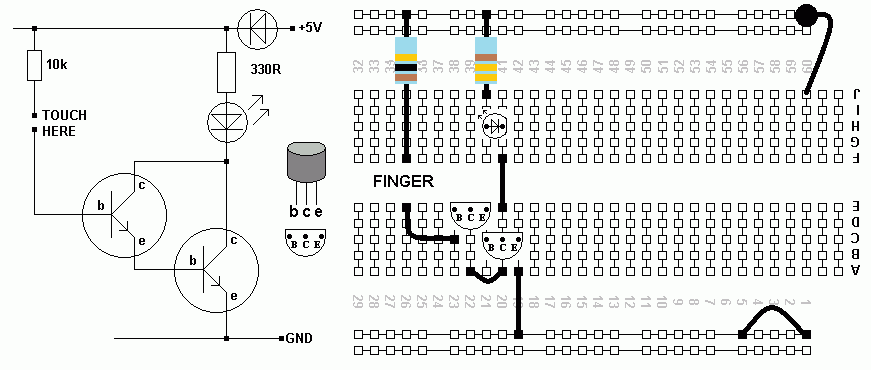 +5V
10k
330R
TOUCH
HERE
c
b
e
c
b
e
GND
b c e
B C E
32 33 34 36 37 38 39 41 42 43 44 45 46 47 48 49 50 51 52 53 54 55 56 57 58 59 60
J
I
H
G
F
FINGER
B C E
B C E
E
D
C
B
A
29 28 27 26 25 24 23 22 21 20 18 17 16 15 14 13 12 11 10 9 8 7 6 5 4 3 2 1